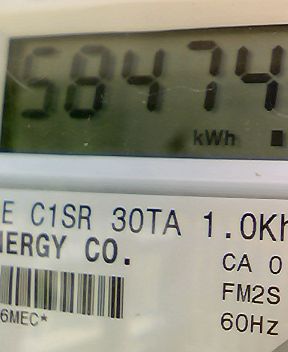 58474
kWh
E C1SR 30TA 1.0Kh
NERGY CO.
CA 0
FM2S
6MEC*
60Hz